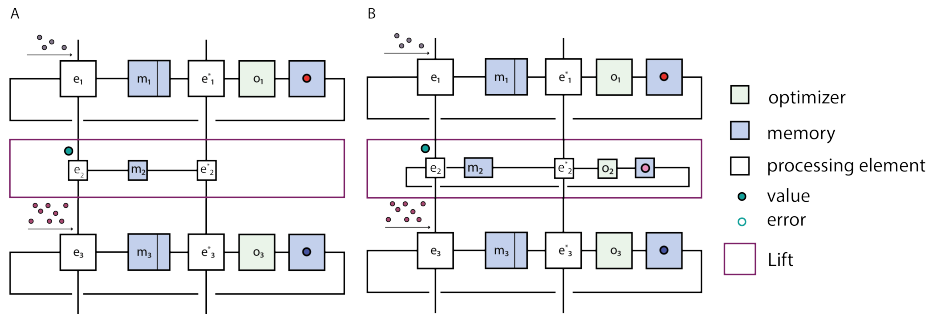 A
e₁ m₁ e*₁ o₁
e₂ m₂ e*₂
e₃ m₃ e*₃ o₃
B
e₁ m₁ e*₁ o₁
e₂ m₂ e*₂ o₂
e₃ m₃ e*₃ o₃
optimizer
memory
processing element
value
error
Lift